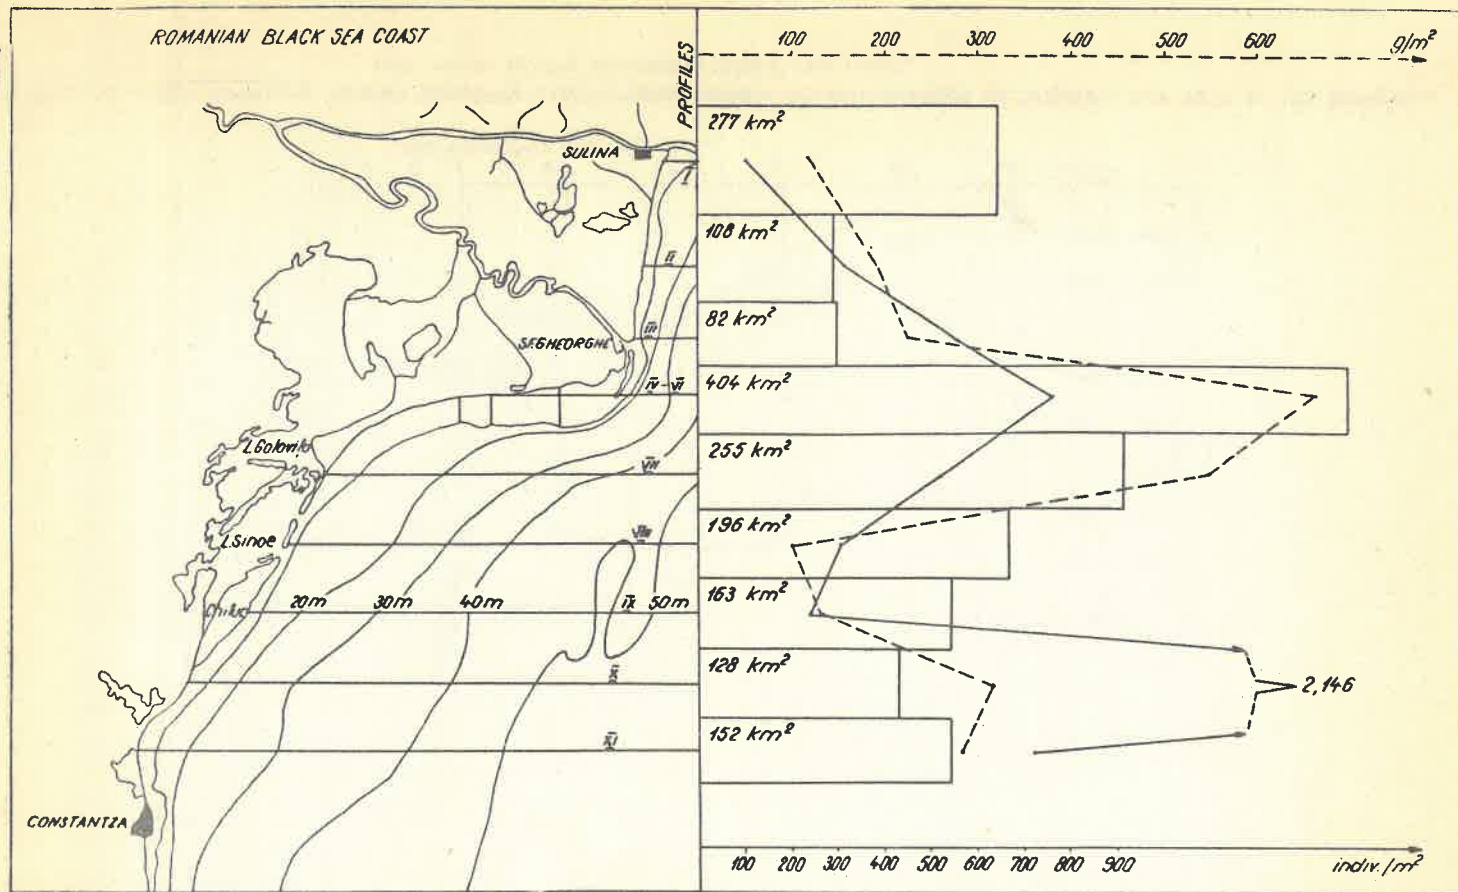 ROMANIAN BLACK SEA COAST
PROFILES
100 200 300 400 500 600 g/m²
SULINA
SF.GHEORGHE
L.Golovița
L.Sinoe
20m 30m 40m 50m
CONSTANTZA
I
II
III
IV-VI
VII
VIII
IX
X
XI
277 km²
108 km²
82 km²
404 km²
255 km²
196 km²
163 km²
128 km²
152 km²
2,146
100 200 300 400 500 600 700 800 900 indiv./m²